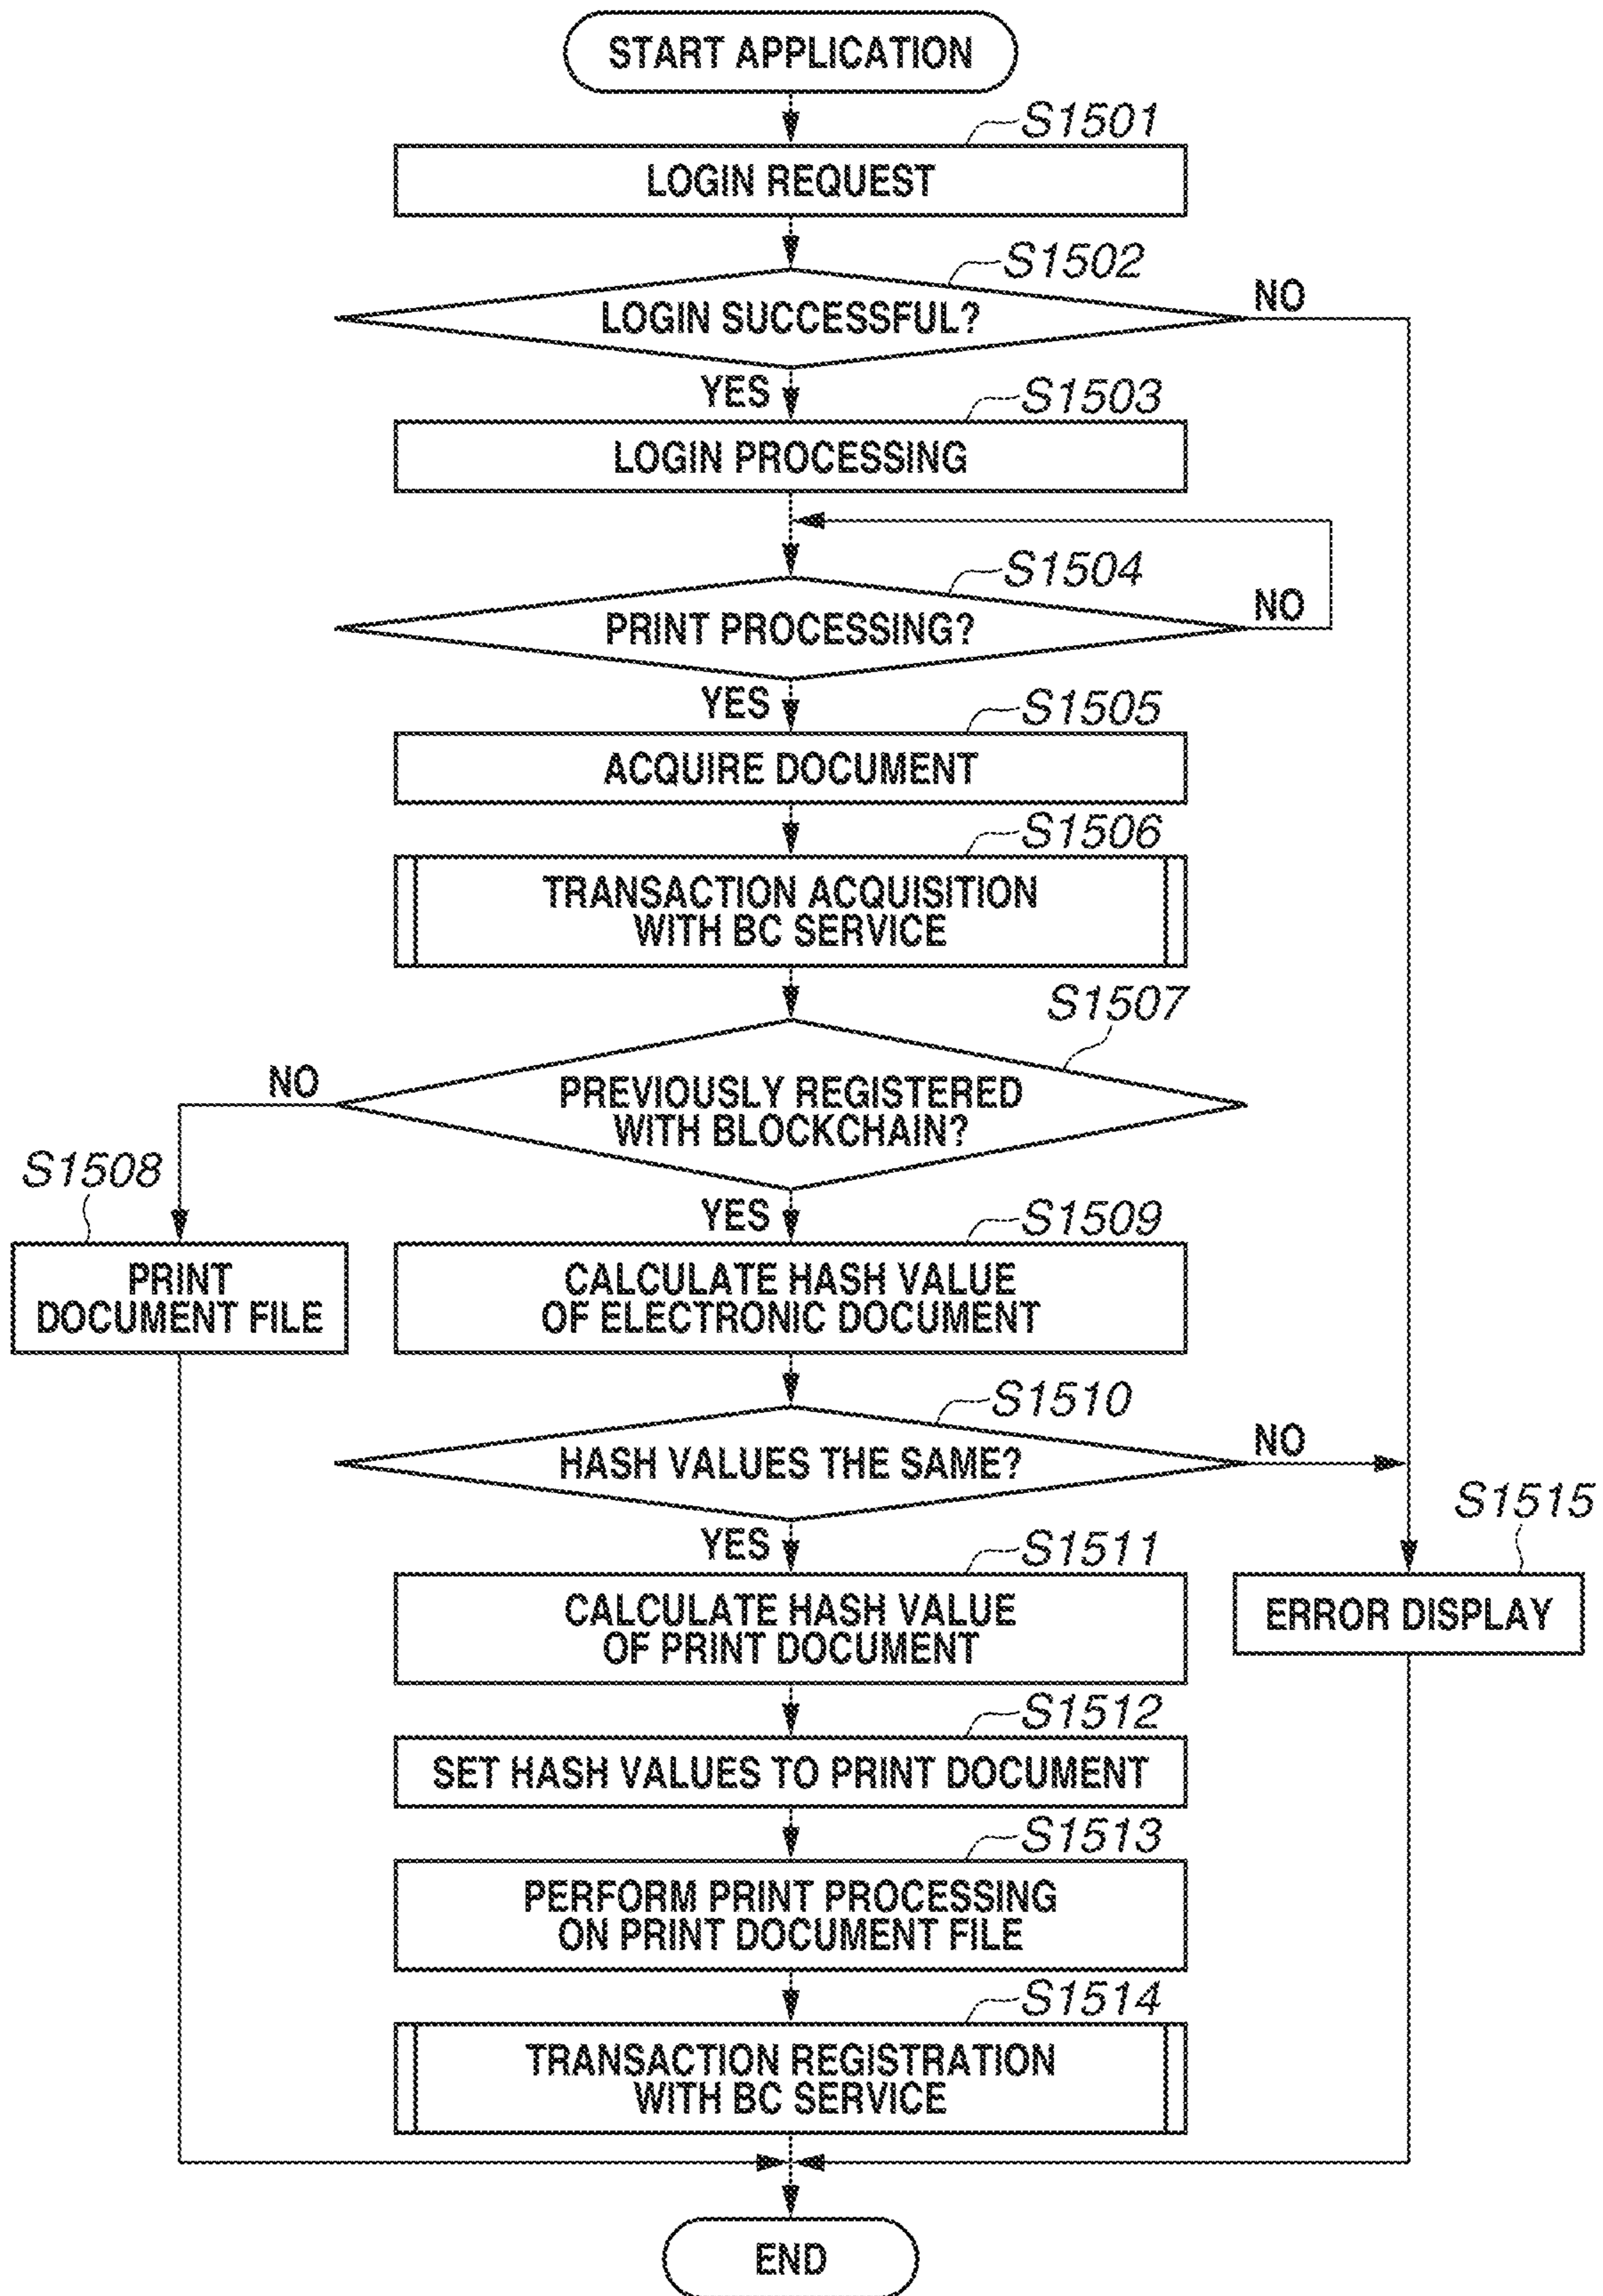 START APPLICATION
S1501
LOGIN REQUEST
S1502
LOGIN SUCCESSFUL?
NO
YES
S1503
LOGIN PROCESSING
S1504
PRINT PROCESSING?
NO
YES
S1505
ACQUIRE DOCUMENT
S1506
TRANSACTION ACQUISITION
WITH BC SERVICE
S1507
PREVIOUSLY REGISTERED
WITH BLOCKCHAIN?
NO
S1508
PRINT
DOCUMENT FILE
YES
S1509
CALCULATE HASH VALUE
OF ELECTRONIC DOCUMENT
S1510
HASH VALUES THE SAME?
NO
S1515
ERROR DISPLAY
YES
S1511
CALCULATE HASH VALUE
OF PRINT DOCUMENT
S1512
SET HASH VALUES TO PRINT DOCUMENT
S1513
PERFORM PRINT PROCESSING
ON PRINT DOCUMENT FILE
S1514
TRANSACTION REGISTRATION
WITH BC SERVICE
END